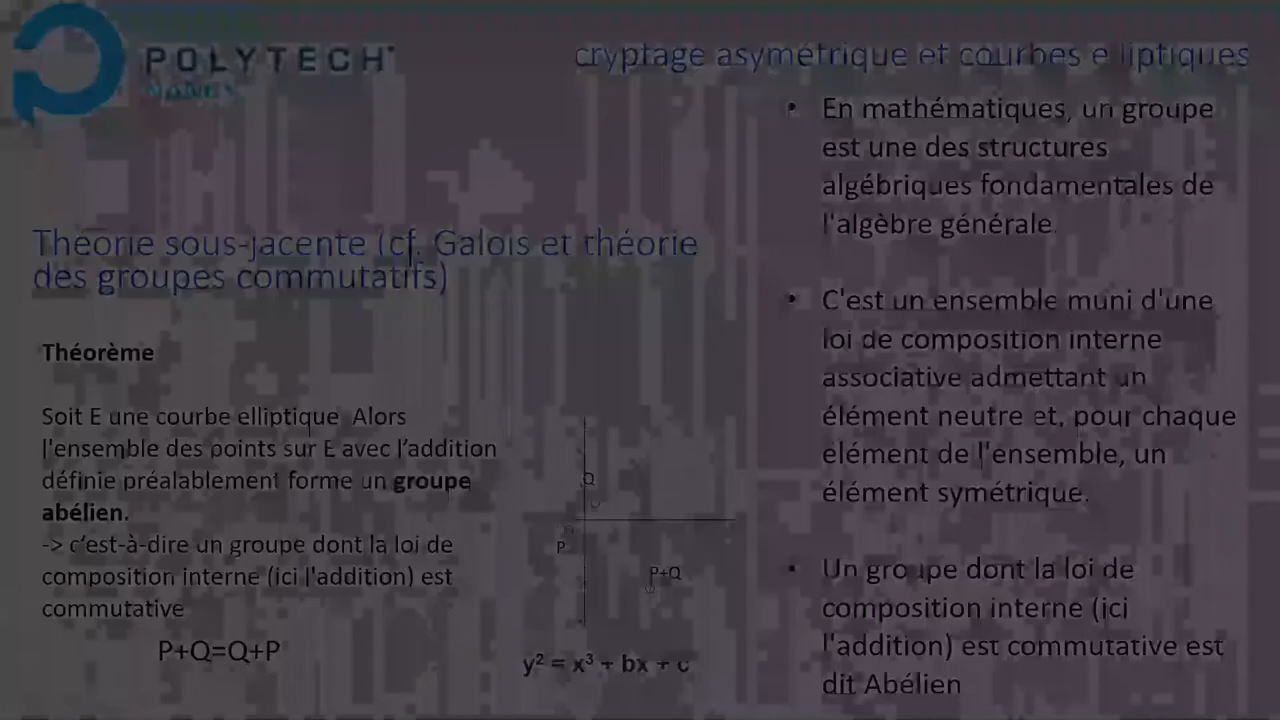 POLYTECH
cryptage asymétrique et courbes elliptiques
Théorie sous-jacente (cf. Galois et théorie
des groupes commutatifs)
Théorème
Soit E une courbe elliptique. Alors
l'ensemble des points sur E avec l'addition
définie préalablement forme un groupe
abélien.
-> c'est-à-dire un groupe dont la loi de
composition interne (ici l'addition) est
commutative
P+Q=Q+P
Q
P
P+Q
y² = x³ + bx + c
• En mathématiques, un groupe
est une des structures
algébriques fondamentales de
l'algèbre générale.
• C'est un ensemble muni d'une
loi de composition interne
associative admettant un
élément neutre et, pour chaque
élément de l'ensemble, un
élément symétrique.
• Un groupe dont la loi de
composition interne (ici
l'addition) est commutative est
dit Abélien